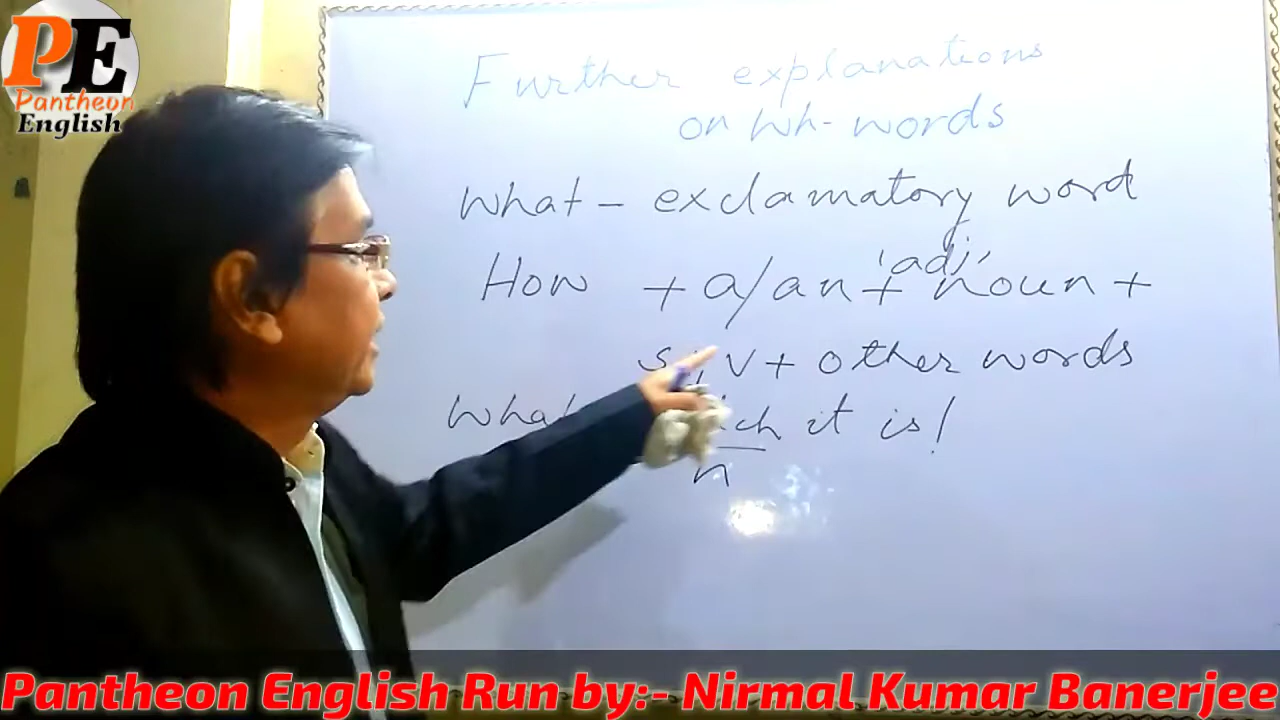 PE
Pantheon
English
Further explanations
on wh-words
what - exclamatory word
'adj'
How + a/an + noun +
s + v + other words
what it is!
n
Pantheon English Run by:- Nirmal Kumar Banerjee